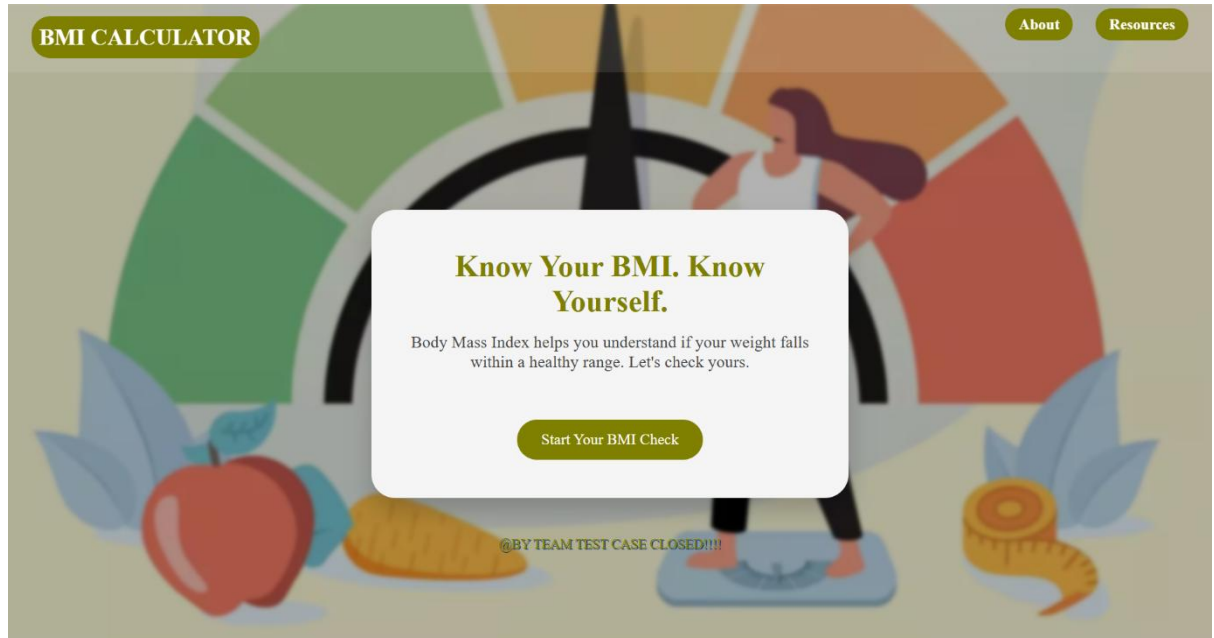 BMI CALCULATOR
About
Resources
Know Your BMI. Know
Yourself.
Body Mass Index helps you understand if your weight falls
within a healthy range. Let's check yours.
Start Your BMI Check
@BY TEAM TEST CASE CLOSED!!!!